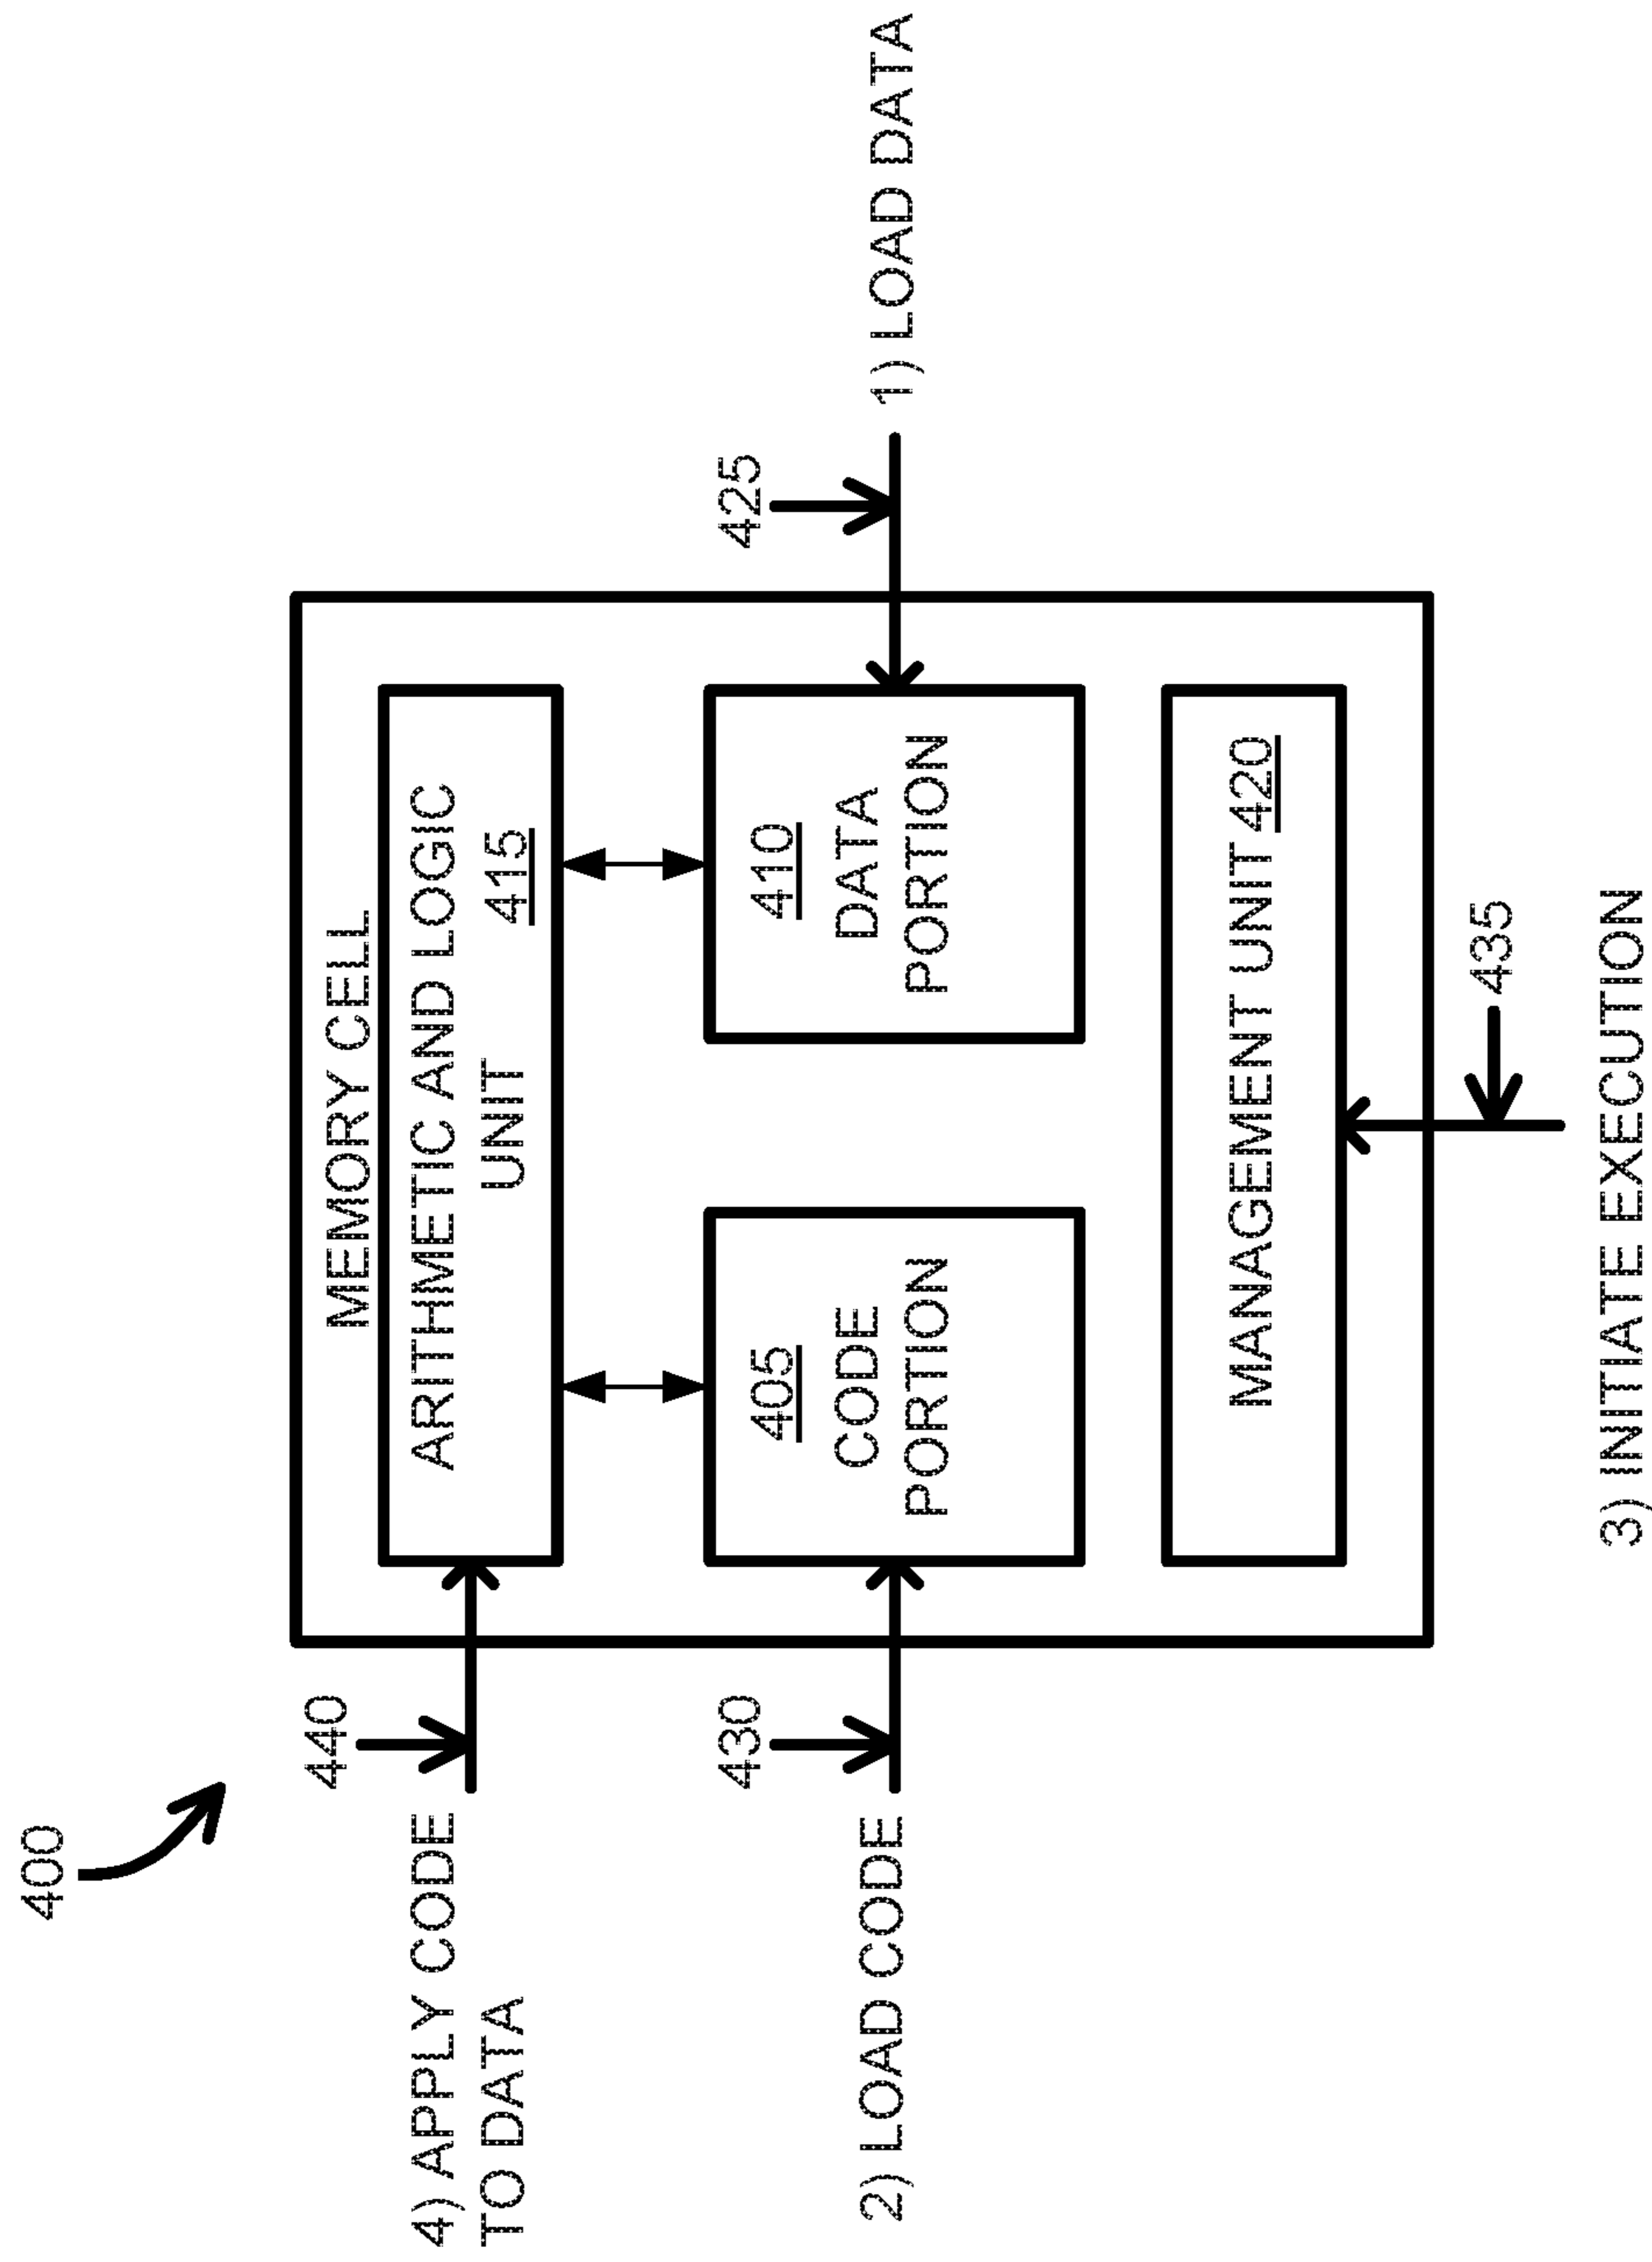 400
MEMORY CELL
440
4) APPLY CODE
TO DATA
ARITHMETIC AND LOGIC
UNIT 415
430
425
2) LOAD CODE
405
CODE
PORTION
410
DATA
PORTION
1) LOAD DATA
MANAGEMENT UNIT 420
435
3) INITIATE EXECUTION